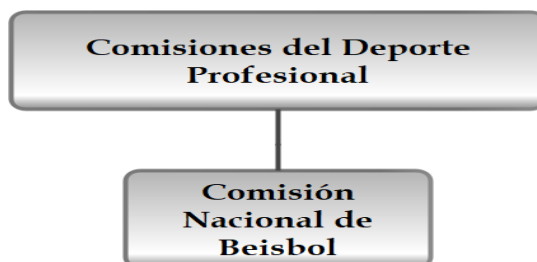 Comisiones del Deporte
Profesional
Comisión
Nacional de
Beisbol